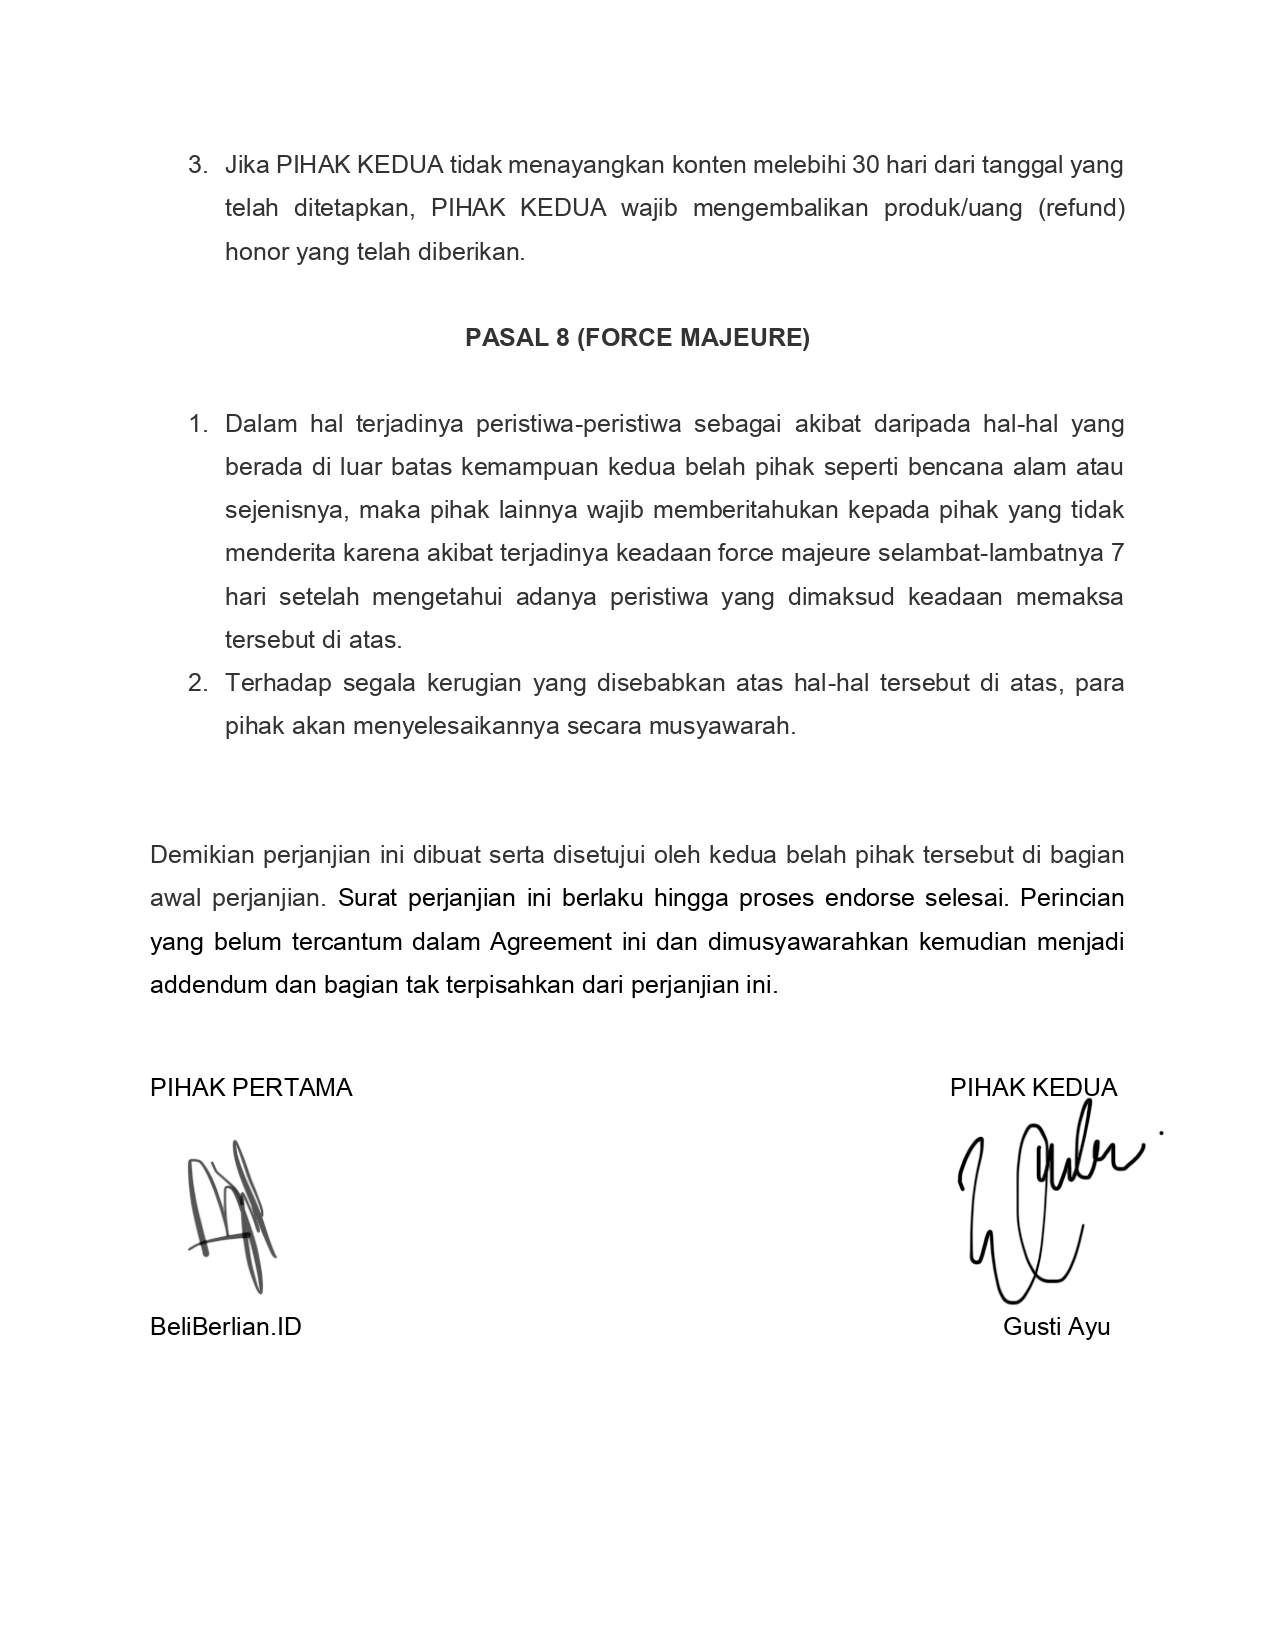 3. Jika PIHAK KEDUA tidak menayangkan konten melebihi 30 hari dari tanggal yang
telah ditetapkan, PIHAK KEDUA wajib mengembalikan produk/uang (refund)
honor yang telah diberikan.
PASAL 8 (FORCE MAJEURE)
1. Dalam hal terjadinya peristiwa-peristiwa sebagai akibat daripada hal-hal yang
berada di luar batas kemampuan kedua belah pihak seperti bencana alam atau
sejenisnya, maka pihak lainnya wajib memberitahukan kepada pihak yang tidak
menderita karena akibat terjadinya keadaan force majeure selambat-lambatnya 7
hari setelah mengetahui adanya peristiwa yang dimaksud keadaan memaksa
tersebut di atas.
2. Terhadap segala kerugian yang disebabkan atas hal-hal tersebut di atas, para
pihak akan menyelesaikannya secara musyawarah.
Demikian perjanjian ini dibuat serta disetujui oleh kedua belah pihak tersebut di bagian
awal perjanjian. Surat perjanjian ini berlaku hingga proses endorse selesai. Perincian
yang belum tercantum dalam Agreement ini dan dimusyawarahkan kemudian menjadi
addendum dan bagian tak terpisahkan dari perjanjian ini.
PIHAK PERTAMA PIHAK KEDUA
BeliBerlian.ID Gusti Ayu